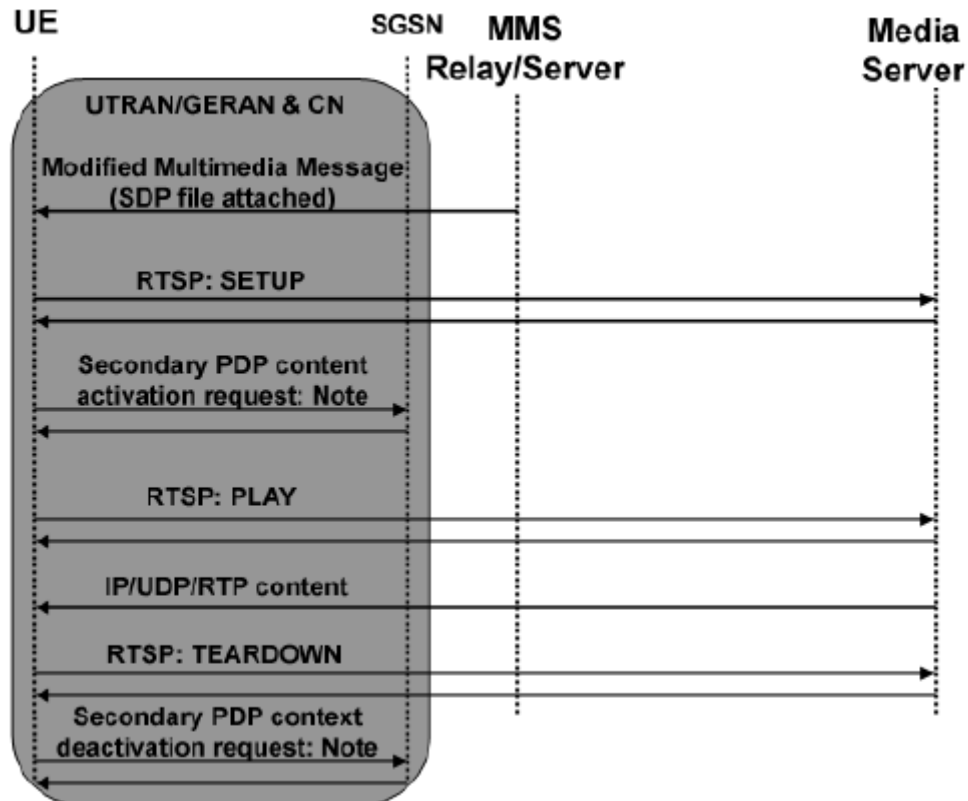 UE
SGSN
MMS
Relay/Server
Media
Server
UTRAN/GERAN & CN
Modified Multimedia Message
(SDP file attached)
RTSP: SETUP
Secondary PDP content
activation request: Note
RTSP: PLAY
IP/UDP/RTP content
RTSP: TEARDOWN
Secondary PDP context
deactivation request: Note